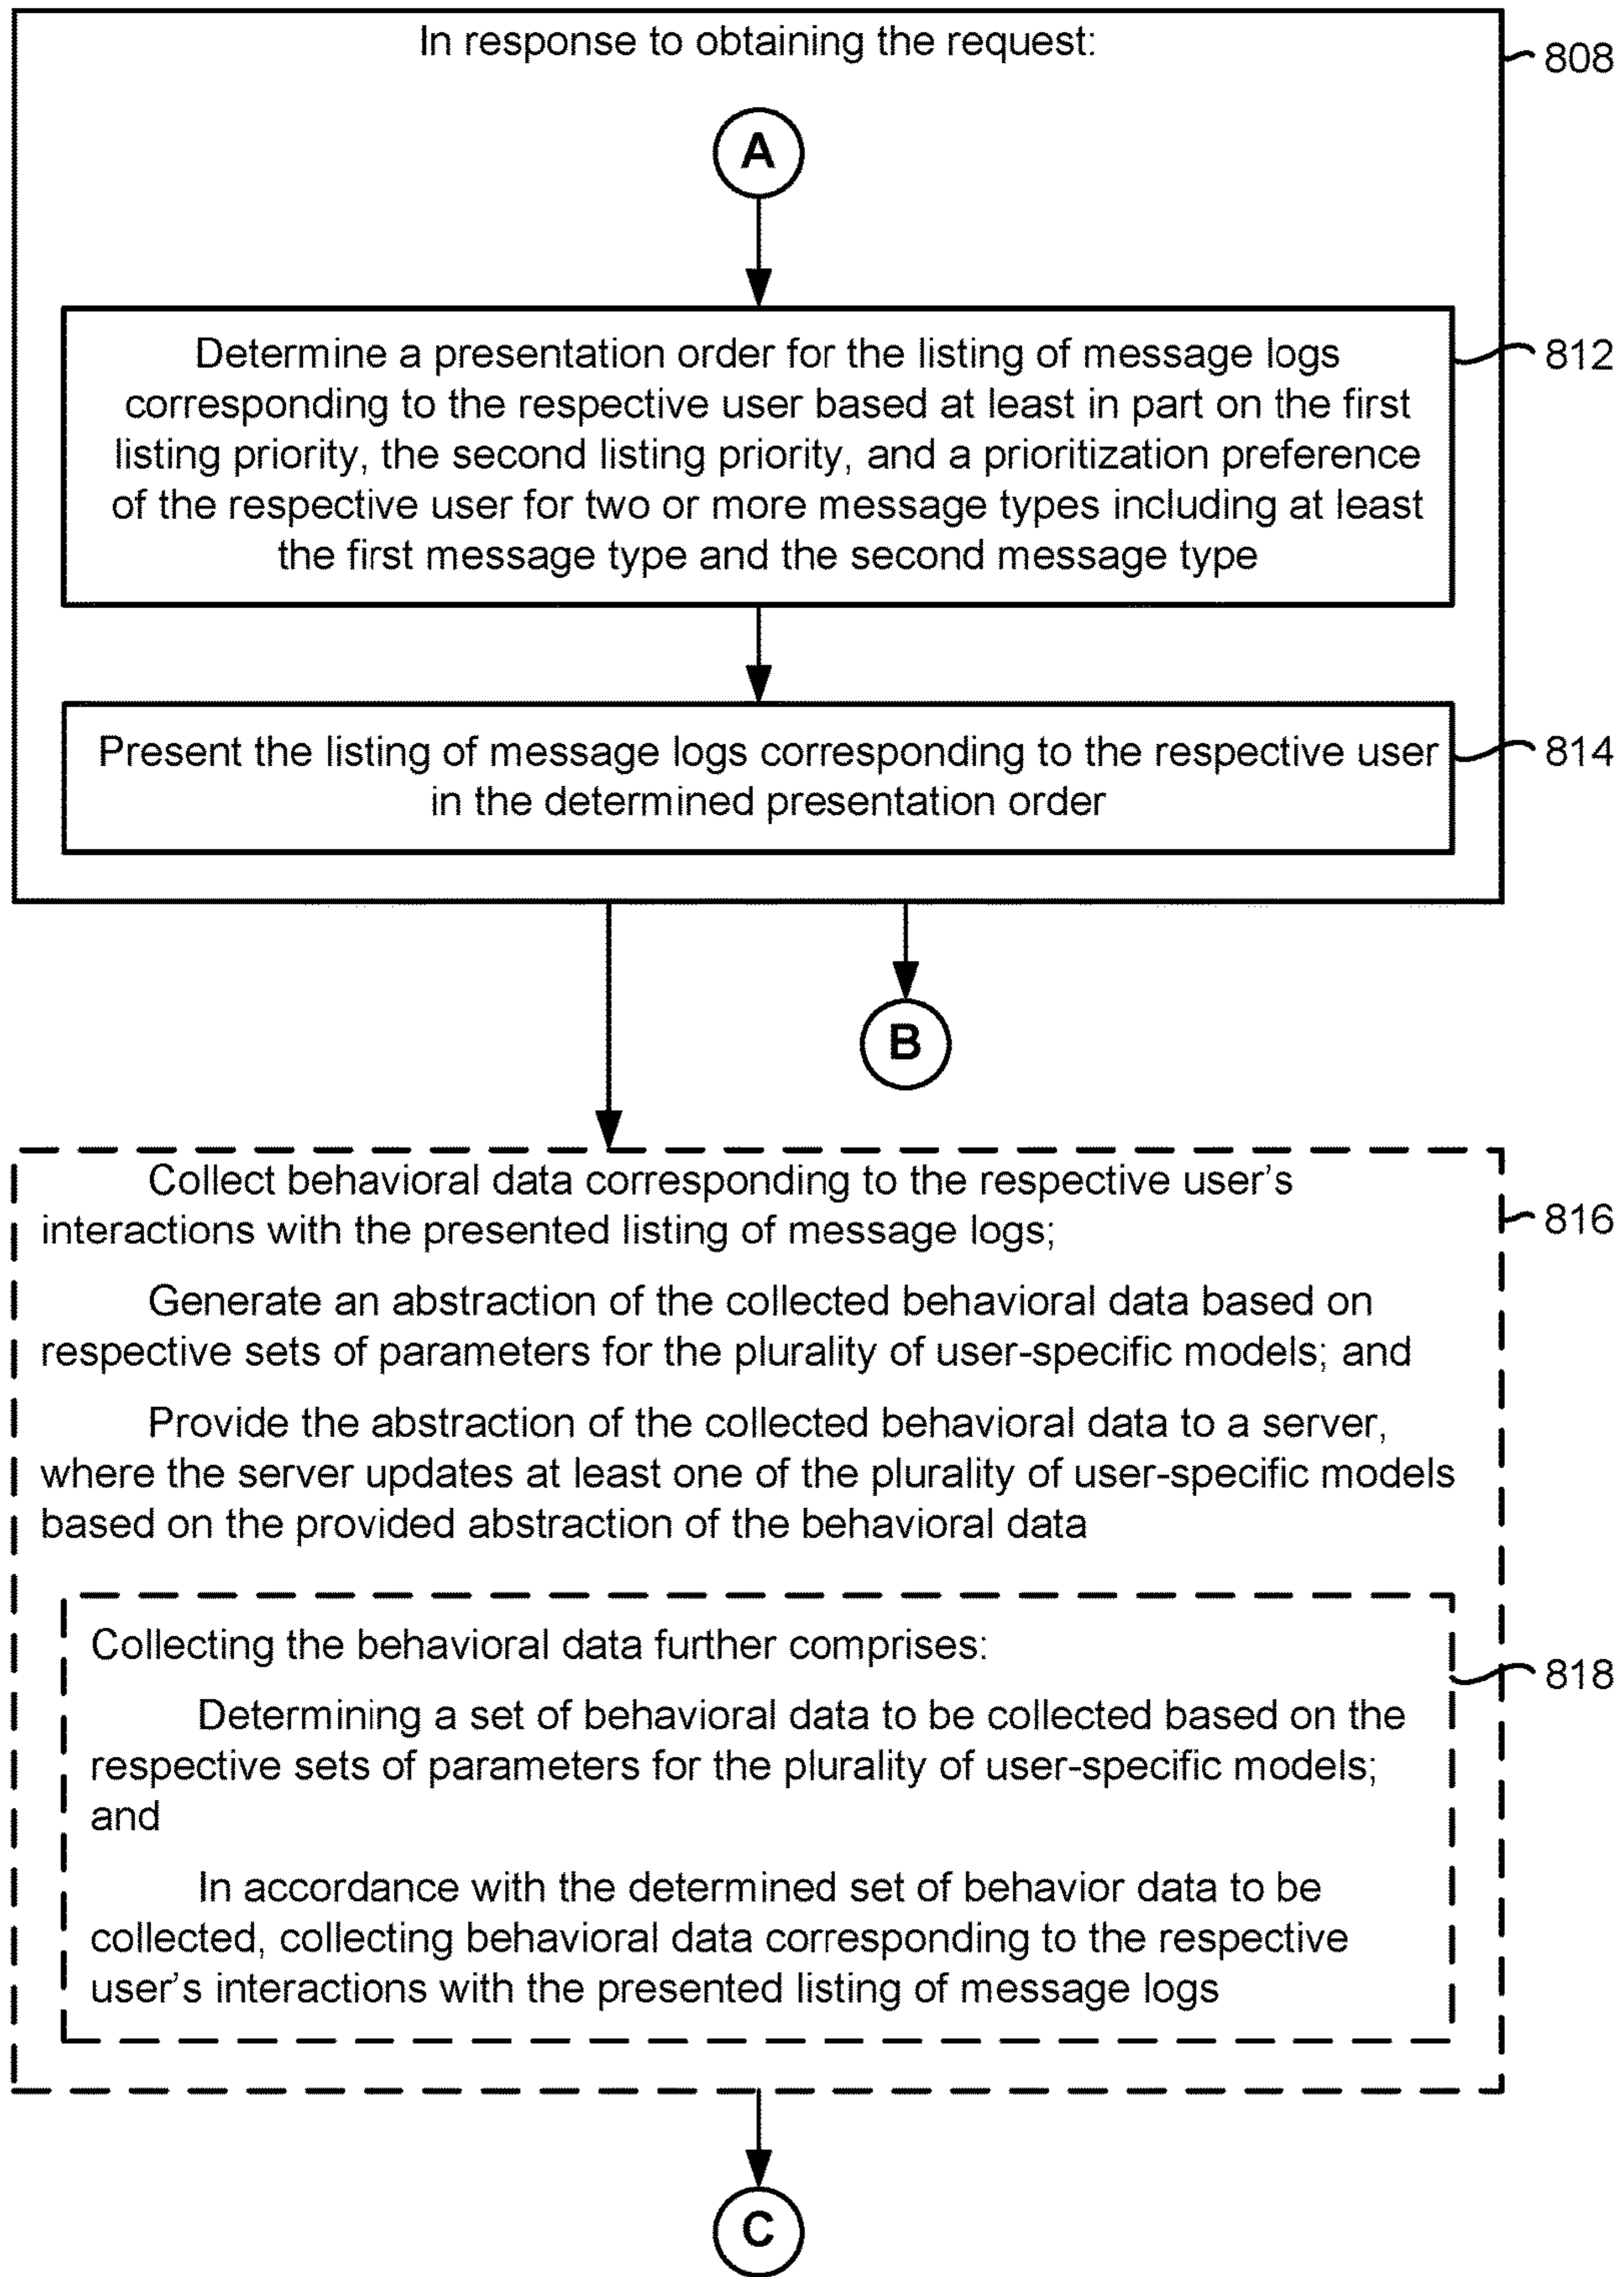 In response to obtaining the request:
808
A
Determine a presentation order for the listing of message logs
corresponding to the respective user based at least in part on the first
listing priority, the second listing priority, and a prioritization preference
of the respective user for two or more message types including at least
the first message type and the second message type
812
Present the listing of message logs corresponding to the respective user
in the determined presentation order
814
B
Collect behavioral data corresponding to the respective user's
interactions with the presented listing of message logs;
816
Generate an abstraction of the collected behavioral data based on
respective sets of parameters for the plurality of user-specific models; and
Provide the abstraction of the collected behavioral data to a server,
where the server updates at least one of the plurality of user-specific models
based on the provided abstraction of the behavioral data
Collecting the behavioral data further comprises:
818
Determining a set of behavioral data to be collected based on the
respective sets of parameters for the plurality of user-specific models;
and
In accordance with the determined set of behavior data to be
collected, collecting behavioral data corresponding to the respective
user's interactions with the presented listing of message logs
C